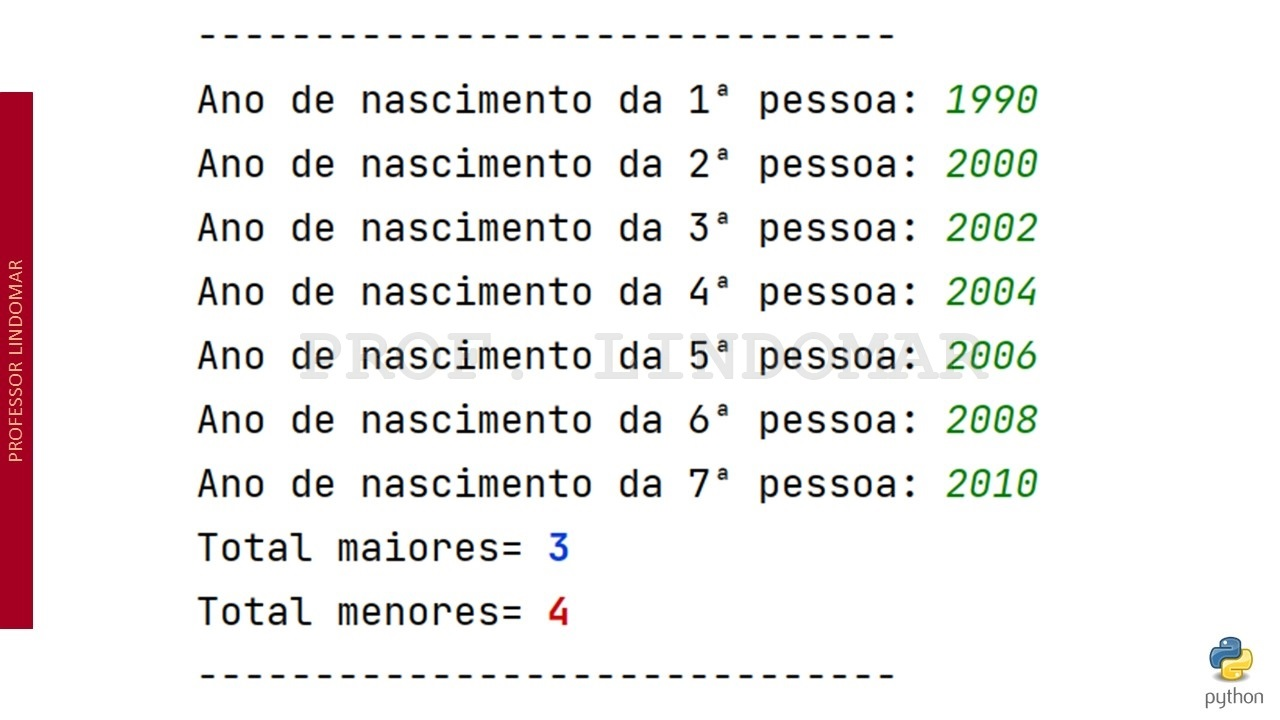 --------------------------------
Ano de nascimento da 1ª pessoa: 1990
Ano de nascimento da 2ª pessoa: 2000
Ano de nascimento da 3ª pessoa: 2002
Ano de nascimento da 4ª pessoa: 2004
Ano de nascimento da 5ª pessoa: 2006
PROF. LINDOMAR
Ano de nascimento da 6ª pessoa: 2008
Ano de nascimento da 7ª pessoa: 2010
Total maiores= 3
Total menores= 4
--------------------------------
PROFESSOR LINDOMAR
python